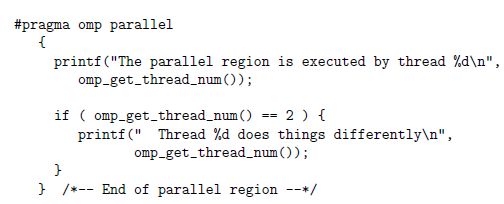 #pragma omp parallel
{
printf("The parallel region is executed by thread %d\n",
omp_get_thread_num());
if ( omp_get_thread_num() == 2 ) {
printf("  Thread %d does things differently\n",
omp_get_thread_num());
}
} /*-- End of parallel region --*/